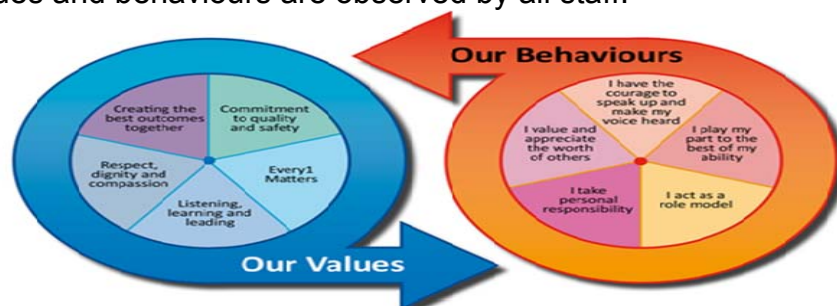 and behaviours are observed by all staff
Our Behaviours
Creating the
best outcomes
together
Commitment
to quality
and safety
Every1
Matters
Listening,
learning and
leading
Respect,
dignity and
compassion
I have the
courage to
speak up and
make my
voice heard
I play my
part to the
best of my
ability
I act as a
role model
I take
personal
responsibility
I value and
appreciate
the worth
of others
Our Values